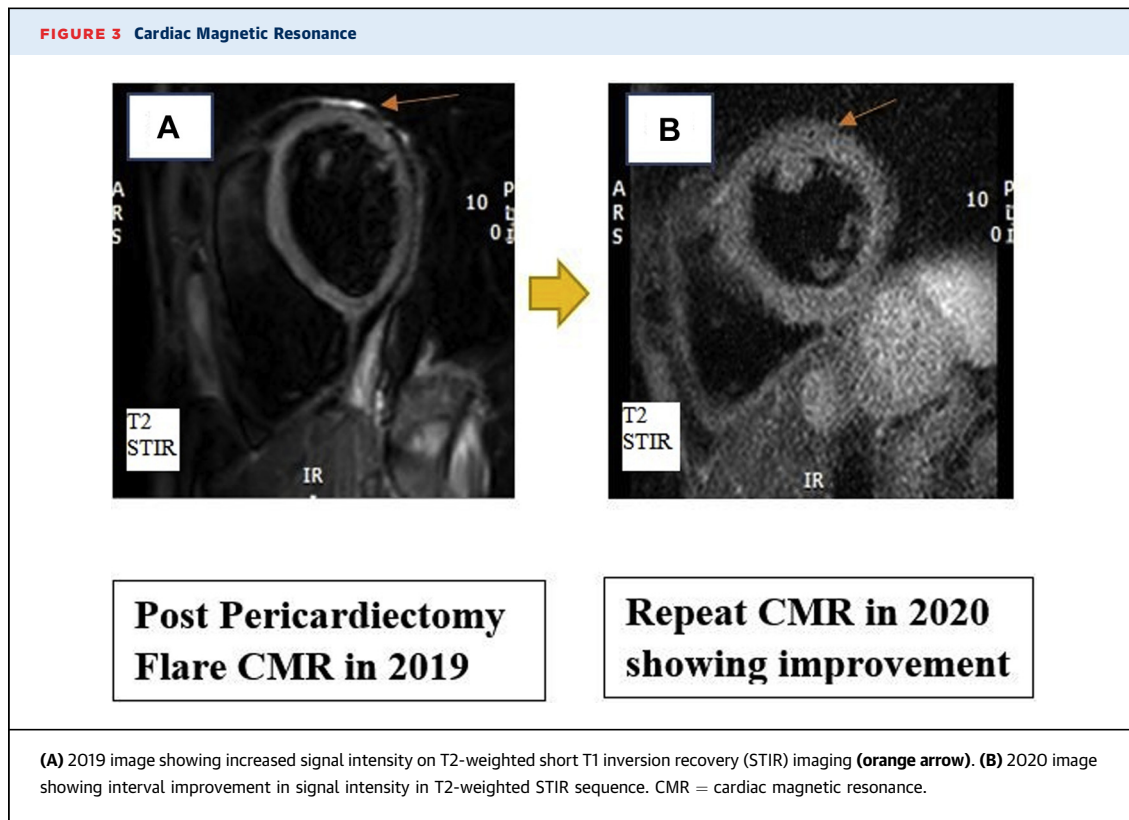 FIGURE 3 Cardiac Magnetic Resonance
A
A
R
S
10
0
P
L
I
T2
STIR
IR
B
A
R
S
10
0
P
L
I
T2
STIR
IR
Post Pericardiectomy
Flare CMR in 2019
Repeat CMR in 2020
showing improvement
(A) 2019 image showing increased signal intensity on T2-weighted short T1 inversion recovery (STIR) imaging (orange arrow). (B) 2020 image
showing interval improvement in signal intensity in T2-weighted STIR sequence. CMR = cardiac magnetic resonance.